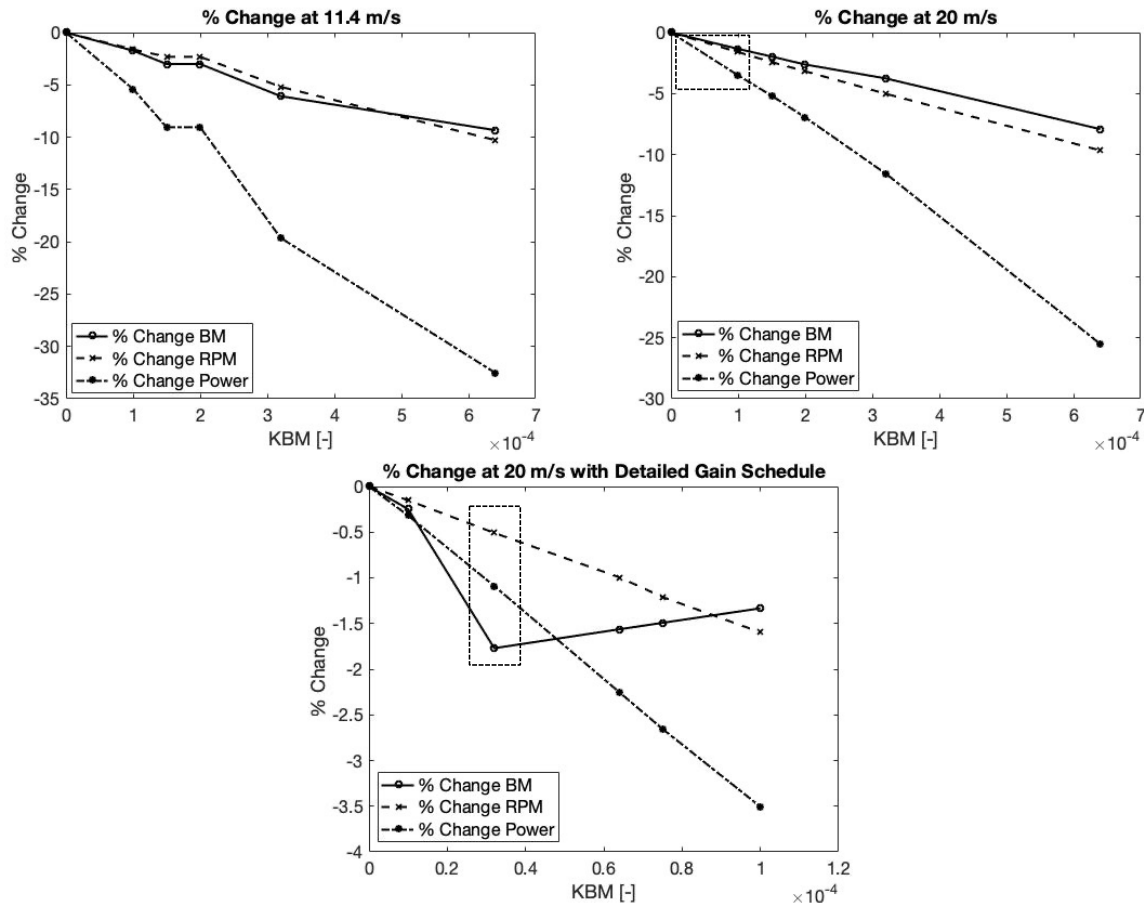 % Change at 11.4 m/s
0
-5
-10
-15
-20
-25
-30
-35
% Change
% Change BM
% Change RPM
% Change Power
0 1 2 3 4 5 6 7
KBM [-]
×10⁻⁴
% Change at 20 m/s
0
-5
-10
-15
-20
-25
-30
% Change
% Change BM
% Change RPM
% Change Power
0 1 2 3 4 5 6 7
KBM [-]
×10⁻⁴
% Change at 20 m/s with Detailed Gain Schedule
0
-0.5
-1
-1.5
-2
-2.5
-3
-3.5
-4
% Change
% Change BM
% Change RPM
% Change Power
0 0.2 0.4 0.6 0.8 1 1.2
KBM [-]
×10⁻⁴